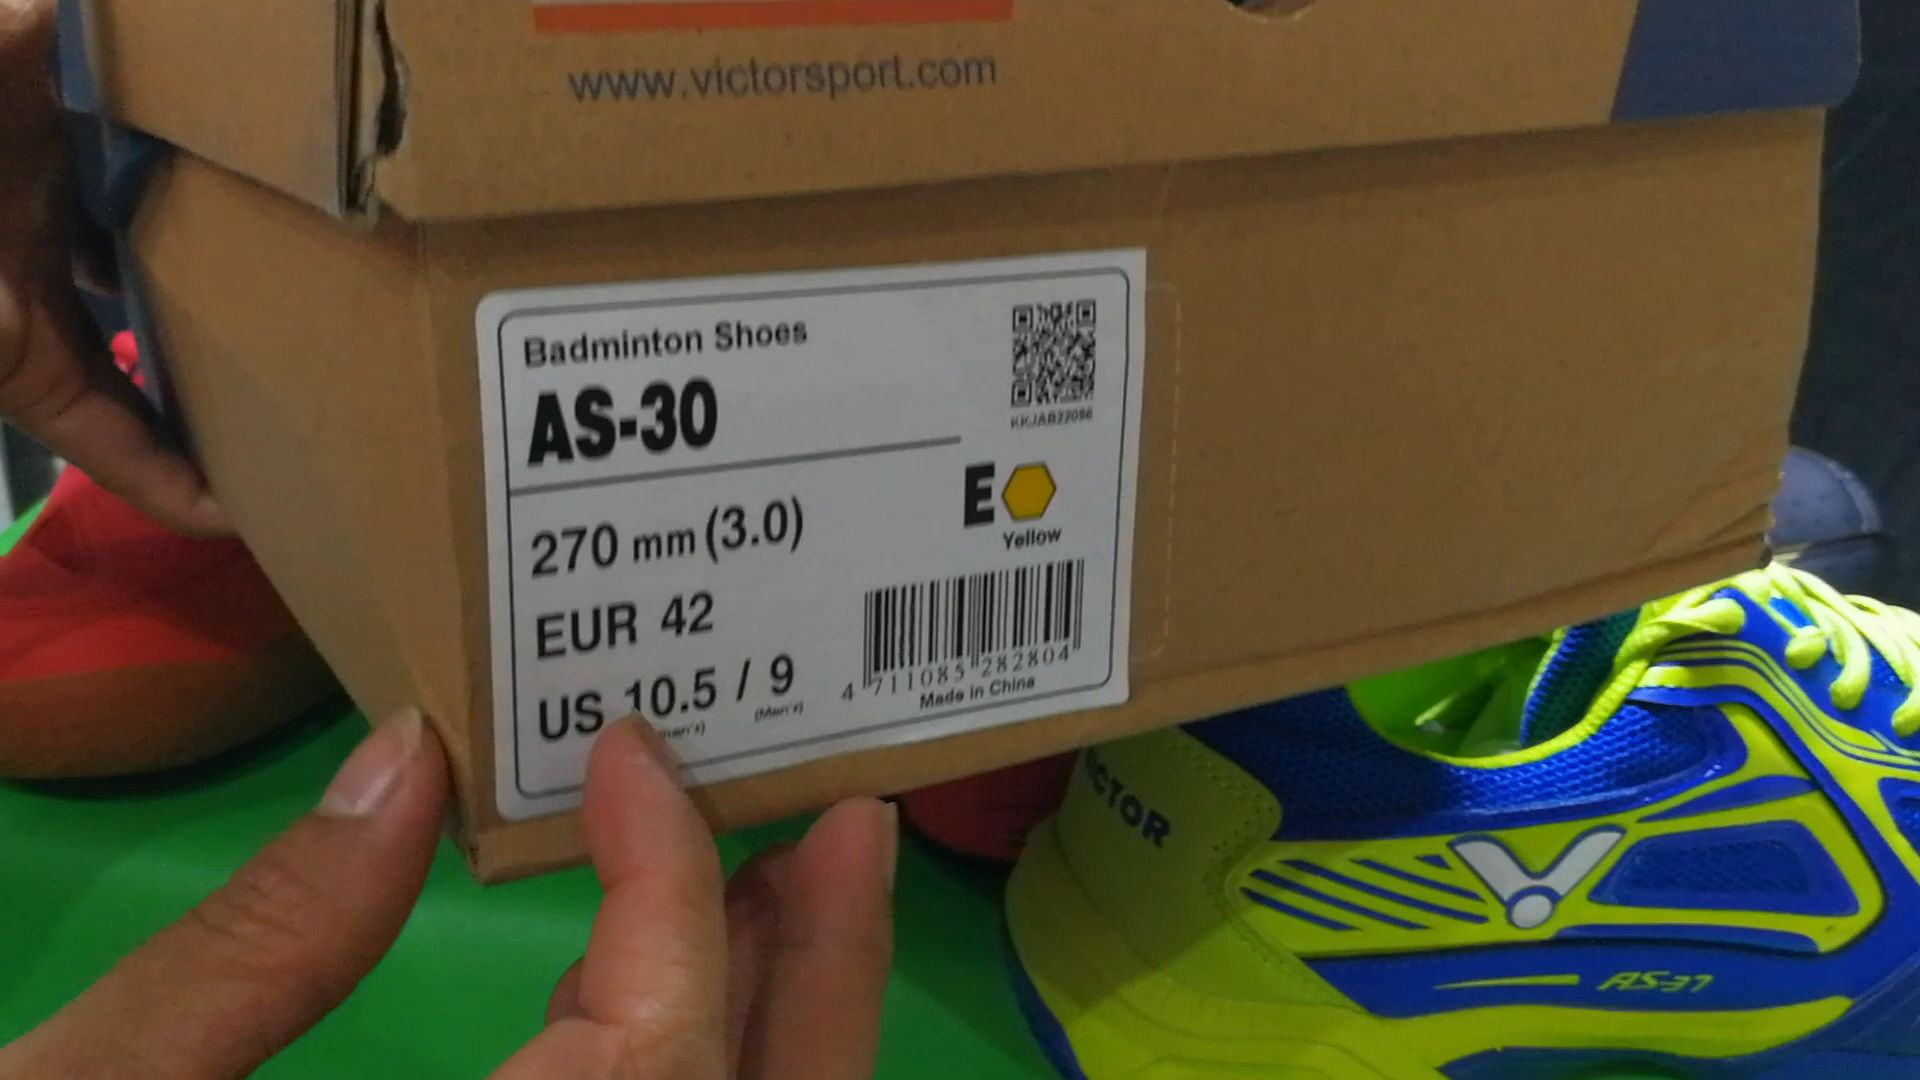 www.victorsport.com
Badminton Shoes
AS-30
KKJAB22086
270 mm (3.0)
E
Yellow
EUR 42
US 10.5 / 9
(Men's)
4 711085 282804
Made in China
VICTOR
AS-37